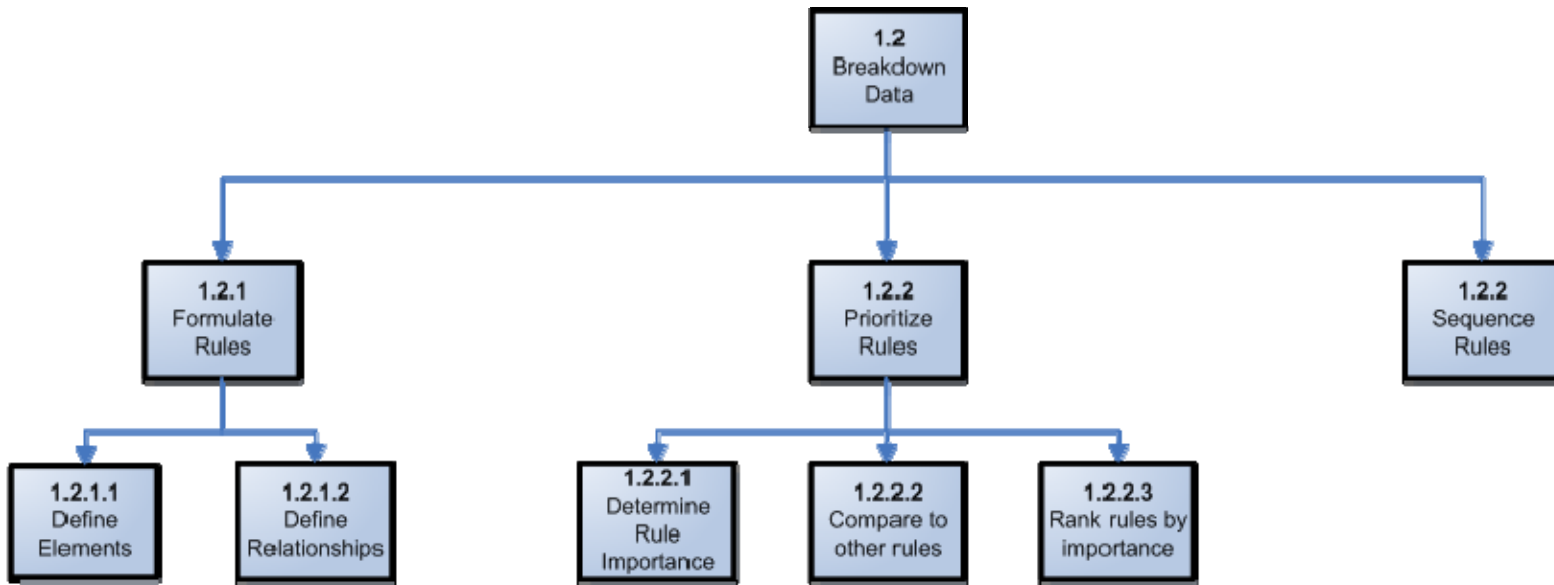 1.2
Breakdown
Data
1.2.1
Formulate
Rules
1.2.2
Prioritize
Rules
1.2.2
Sequence
Rules
1.2.1.1
Define
Elements
1.2.1.2
Define
Relationships
1.2.2.1
Determine
Rule
Importance
1.2.2.2
Compare to
other rules
1.2.2.3
Rank rules by
importance